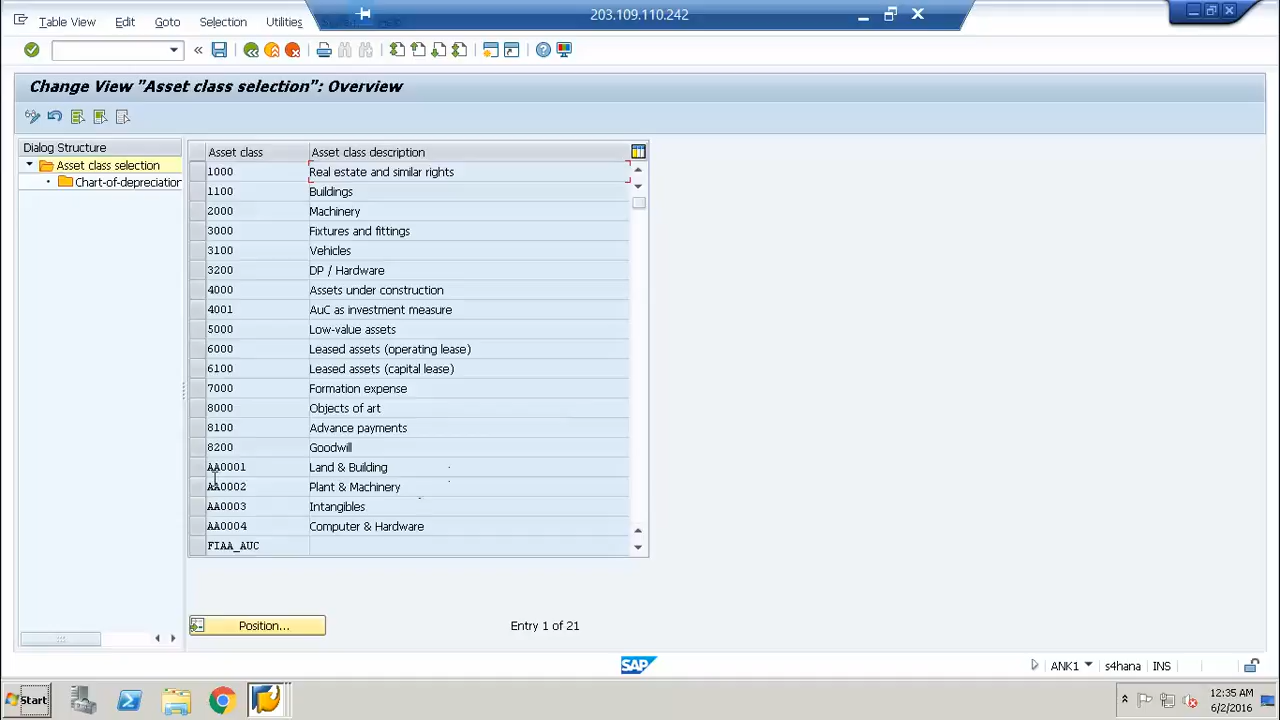 203.109.110.242
Table View Edit Goto Selection Utilities
Change View "Asset class selection": Overview
Dialog Structure
Asset class selection
Chart-of-depreciation
Asset class Asset class description
1000 Real estate and similar rights
1100 Buildings
2000 Machinery
3000 Fixtures and fittings
3100 Vehicles
3200 DP / Hardware
4000 Assets under construction
4001 AuC as investment measure
5000 Low-value assets
6000 Leased assets (operating lease)
6100 Leased assets (capital lease)
7000 Formation expense
8000 Objects of art
8100 Advance payments
8200 Goodwill
AA0001 Land & Building
AA0002 Plant & Machinery
AA0003 Intangibles
AA0004 Computer & Hardware
FIAA_AUC
Position... Entry 1 of 21
SAP ANK1 s4hana INS
Start 12:35 AM
6/2/2016